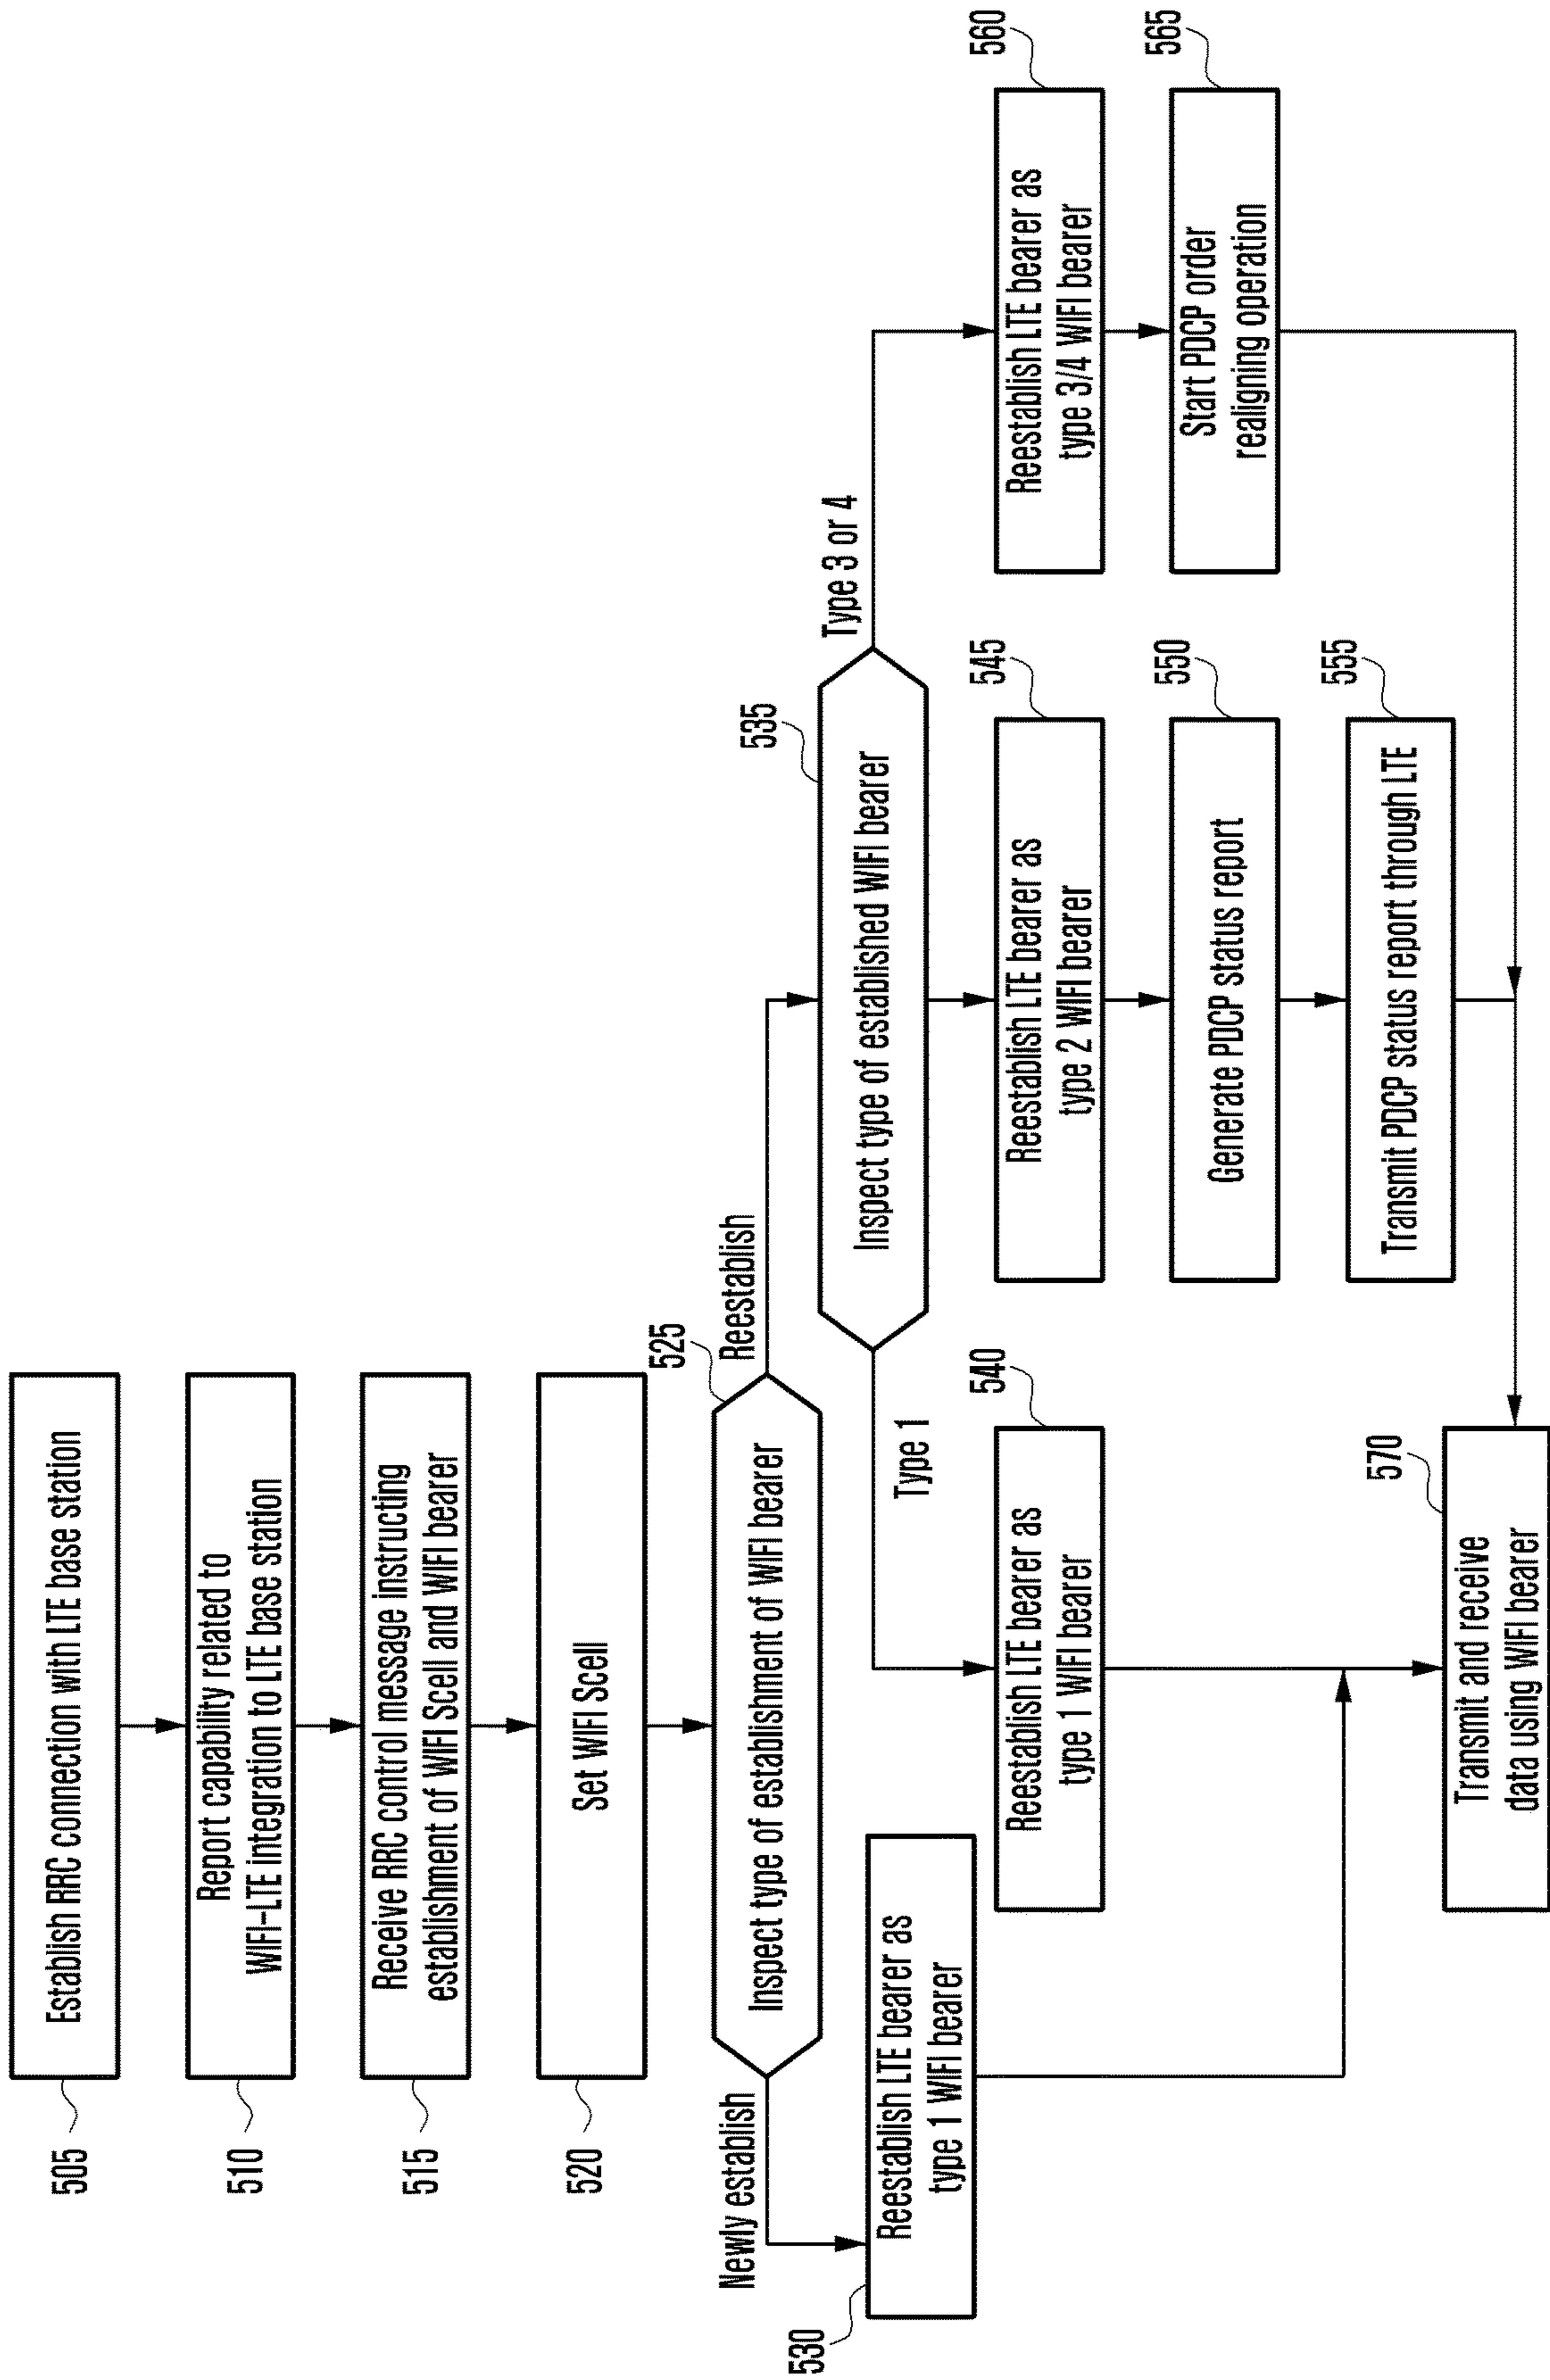 Establish RRC connection with LTE base station
505
Report capability related to
WIFI-LTE integration to LTE base station
510
Receive RRC control message instructing
establishment of WIFI Scell and WIFI bearer
515
Set WIFI Scell
520
525
Inspect type of establishment of WIFI bearer
Newly establish
Reestablish
530
Reestablish LTE bearer as
type 1 WIFI bearer
535
Inspect type of established WIFI bearer
Type 1
Type 3 or 4
540
Reestablish LTE bearer as
type 1 WIFI bearer
545
Reestablish LTE bearer as
type 2 WIFI bearer
550
Generate PDCP status report
555
Transmit PDCP status report through LTE
560
Reestablish LTE bearer as
type 3/4 WIFI bearer
565
Start PDCP order
realigning operation
570
Transmit and receive
data using WIFI bearer